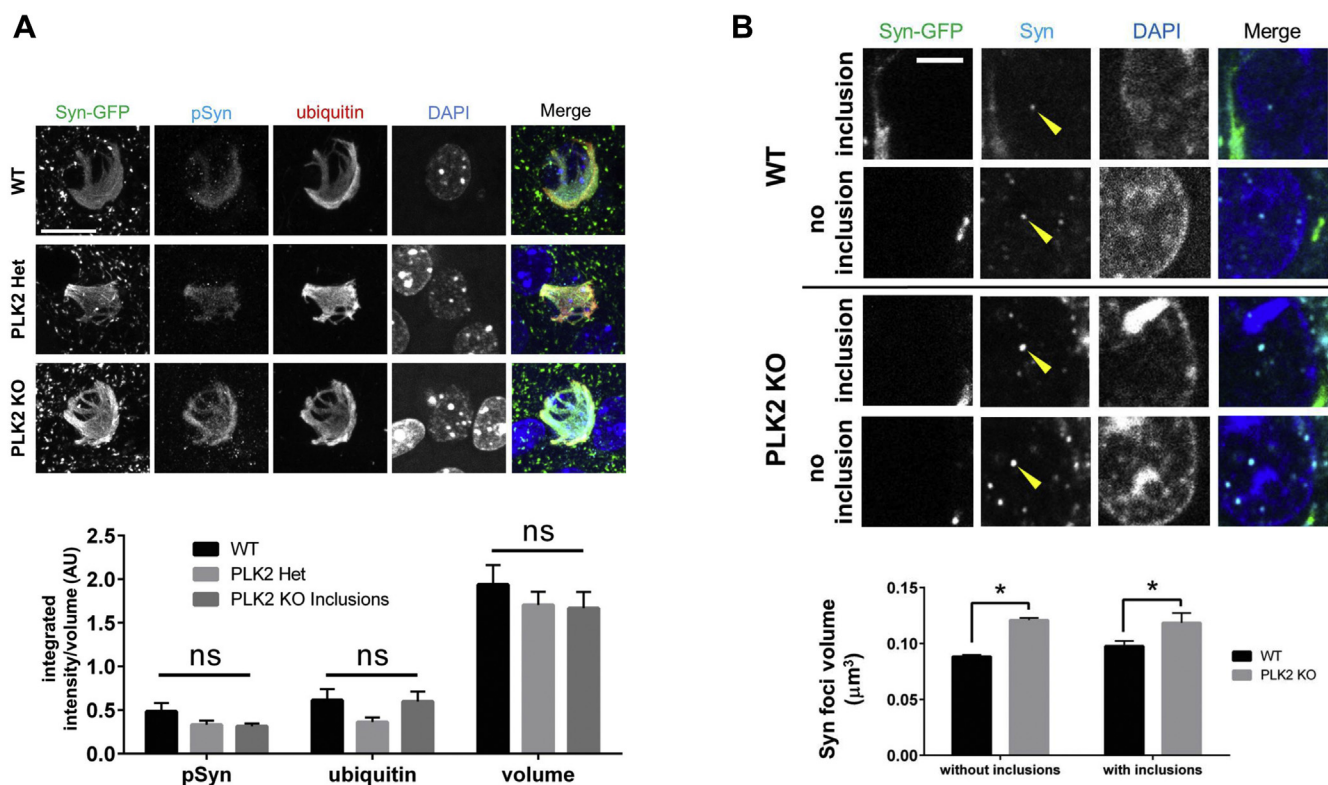 A
Syn-GFP pSyn ubiquitin DAPI Merge
WT
PLK2 Het
PLK2 KO
integrated
intensity/volume (AU)
2.5
2.0
1.5
1.0
0.5
0.0
WT
PLK2 Het
PLK2 KO Inclusions
ns
ns
ns
pSyn ubiquitin volume
B
Syn-GFP Syn DAPI Merge
WT
inclusion
no
inclusion
PLK2 KO
inclusion
no
inclusion
Syn foci volume
(μm³)
0.15
0.10
0.05
0.00
*
*
WT
PLK2 KO
without inclusions with inclusions